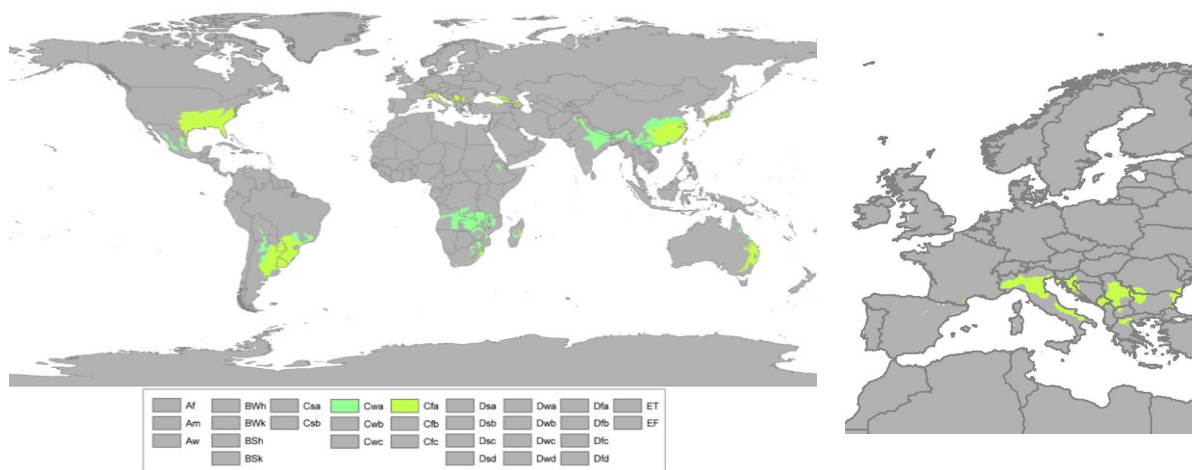 Af BWh Csa Cwa Cfa Dsa Dwa Dfa ET
Am BWk Csb Cwb Cfb Dsb Dwb Dfb EF
Aw BSh Cwc Cfc Dsc Dwc Dfc
BSk Dsd Dwd Dfd